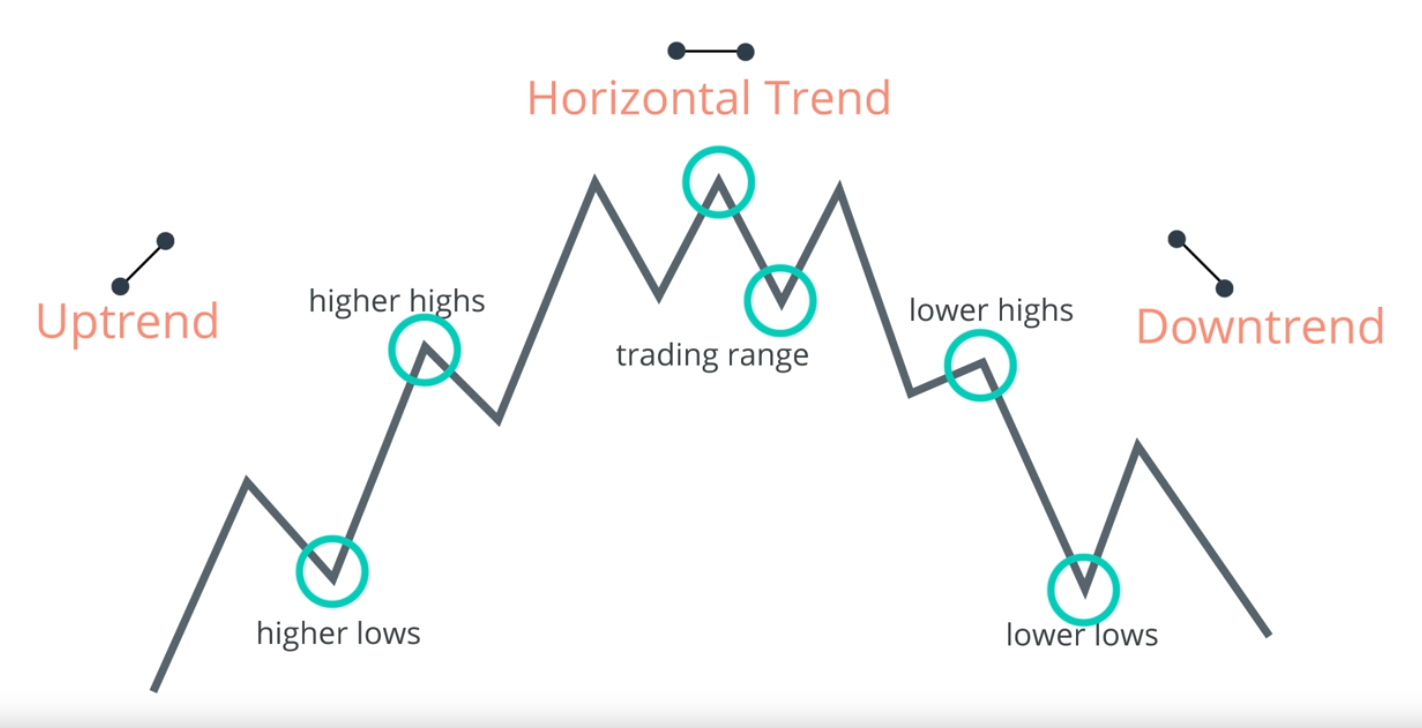 Horizontal Trend
Uptrend
higher highs
trading range
lower highs
Downtrend
higher lows
lower lows